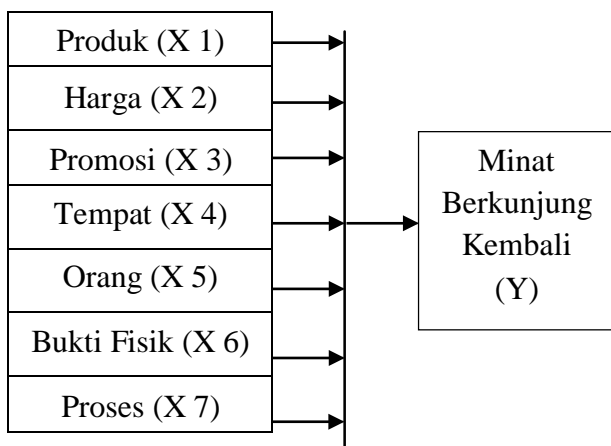 Produk (X 1)
Harga (X 2)
Promosi (X 3)
Tempat (X 4)
Orang (X 5)
Bukti Fisik (X 6)
Proses (X 7)
Minat
Berkunjung
Kembali
(Y)